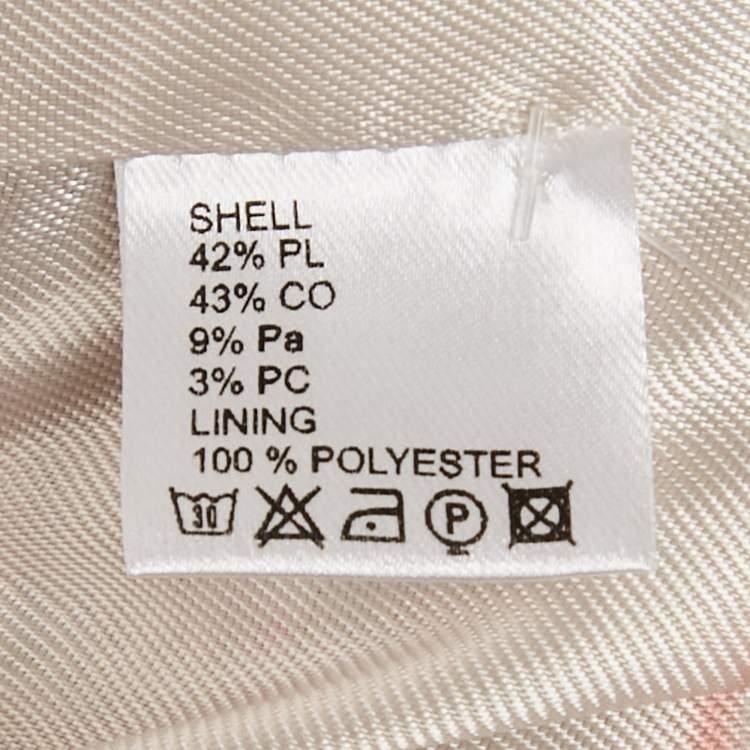 SHELL
42% PL
43% CO
9% Pa
3% PC
LINING
100 % POLYESTER
30 P